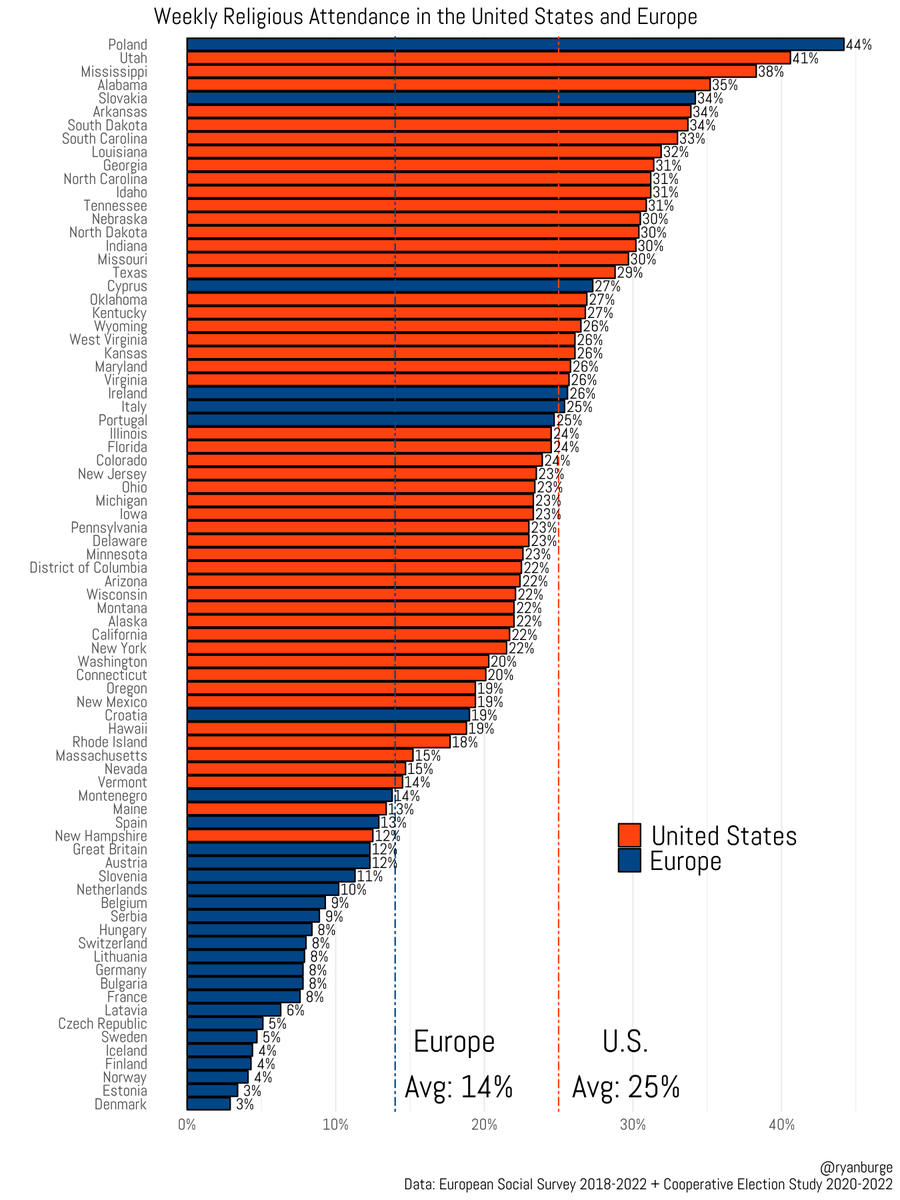 Weekly Religious Attendance in the United States and Europe
Poland 44%
Utah 41%
Mississippi 38%
Alabama 35%
Slovakia 34%
Arkansas 34%
South Dakota 34%
South Carolina 33%
Louisiana 32%
Georgia 31%
North Carolina 31%
Idaho 31%
Tennessee 31%
Nebraska 30%
North Dakota 30%
Indiana 30%
Missouri 30%
Texas 29%
Cyprus 27%
Oklahoma 27%
Kentucky 27%
Wyoming 26%
West Virginia 26%
Kansas 26%
Maryland 26%
Virginia 26%
Ireland 26%
Italy 25%
Portugal 25%
Illinois 24%
Florida 24%
Colorado 24%
New Jersey 23%
Ohio 23%
Michigan 23%
Iowa 23%
Pennsylvania 23%
Delaware 23%
Minnesota 23%
District of Columbia 22%
Arizona 22%
Wisconsin 22%
Montana 22%
Alaska 22%
California 22%
New York 22%
Washington 20%
Connecticut 20%
Oregon 19%
New Mexico 19%
Croatia 19%
Hawaii 19%
Rhode Island 18%
Massachusetts 15%
Nevada 15%
Vermont 14%
Montenegro 14%
Maine 13%
Spain 13%
New Hampshire 12%
Great Britain 12%
Austria 12%
Slovenia 11%
Netherlands 10%
Belgium 9%
Serbia 9%
Hungary 8%
Switzerland 8%
Lithuania 8%
Germany 8%
Bulgaria 8%
France 8%
Latavia 6%
Czech Republic 5%
Sweden 5%
Iceland 4%
Finland 4%
Norway 4%
Estonia 3%
Denmark 3%
United States
Europe
Europe
Avg: 14%
U.S.
Avg: 25%
0% 10% 20% 30% 40%
@ryanburge
Data: European Social Survey 2018-2022 + Cooperative Election Study 2020-2022